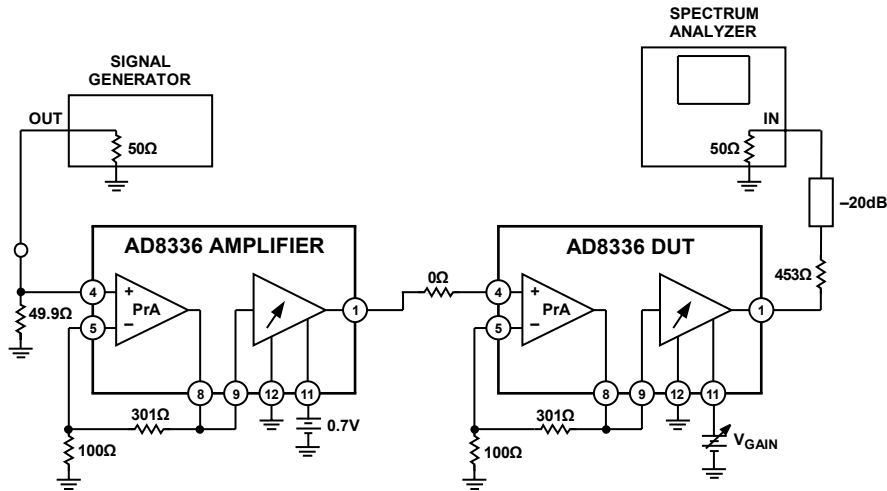 SPECTRUM
ANALYZER
SIGNAL
GENERATOR
OUT
50Ω
IN
50Ω
–20dB
AD8336 AMPLIFIER
AD8336 DUT
453Ω
0Ω
49.9Ω
4
+
PrA
5
–
1
4
+
PrA
5
–
1
8
9
12
11
8
9
12
11
301Ω
0.7V
301Ω
VGAIN
100Ω
100Ω